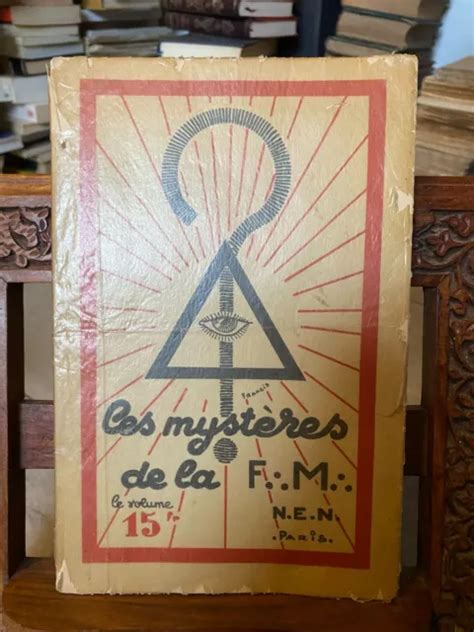 Francis
Les mystères
de la F∴M∴
le volume
15 Fr
N.E.N.
.PARIS.